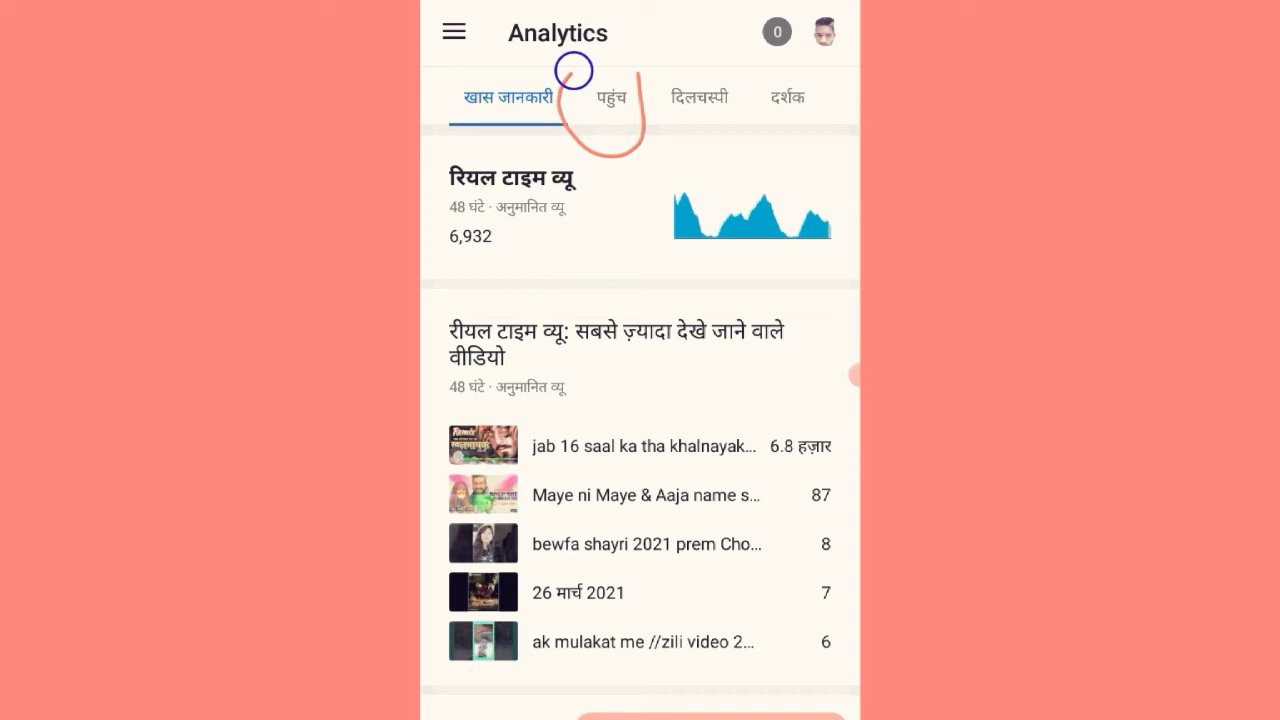 Analytics
0
खास जानकारी
पहुंच
दिलचस्पी
दर्शक
रियल टाइम व्यू
48 घंटे · अनुमानित व्यू
6,932
रीयल टाइम व्यू: सबसे ज़्यादा देखे जाने वाले
वीडियो
48 घंटे · अनुमानित व्यू
Remix
jab 16 saal ka tha khalnayak... 6.8 हज़ार
Maye ni Maye & Aaja name s... 87
bewfa shayri 2021 prem Cho... 8
26 मार्च 2021 7
ak mulakat me //zili video 2... 6